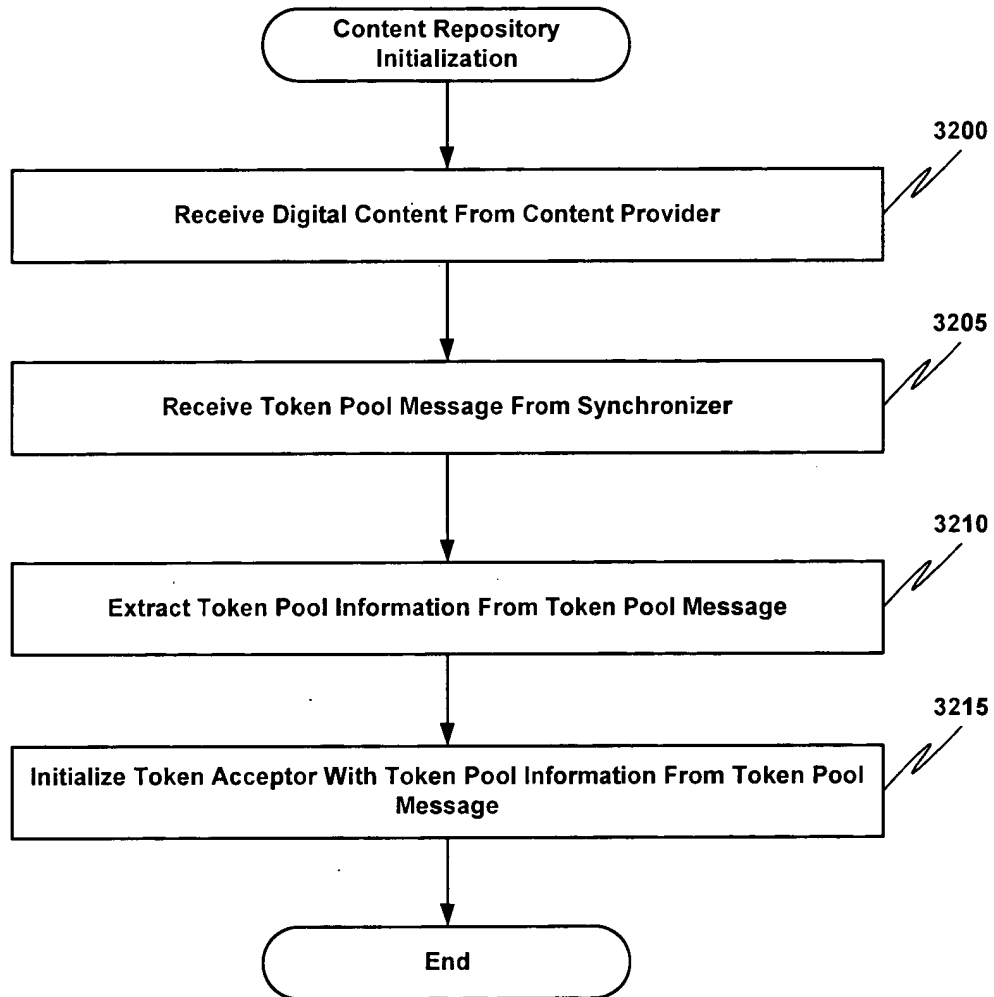 Content Repository
Initialization
3200
Receive Digital Content From Content Provider
3205
Receive Token Pool Message From Synchronizer
3210
Extract Token Pool Information From Token Pool Message
3215
Initialize Token Acceptor With Token Pool Information From Token Pool
Message
End